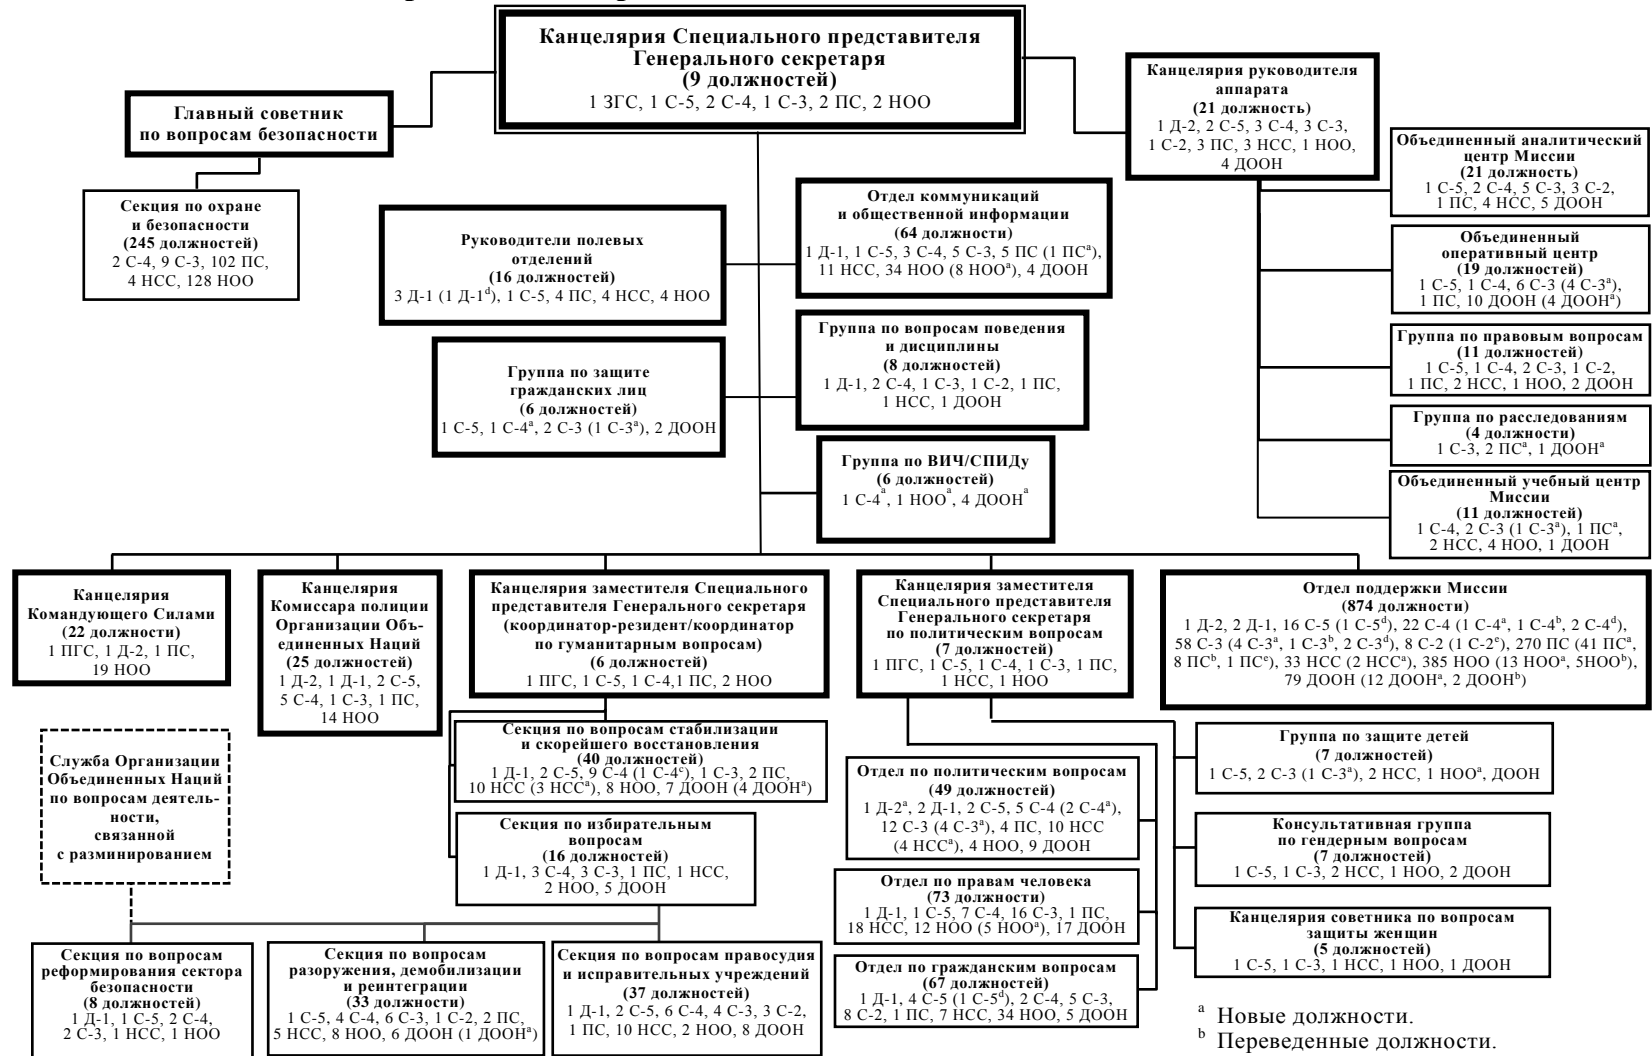 Канцелярия Специального представителя
Генерального секретаря
(9 должностей)
1 ЗГС, 1 С-5, 2 С-4, 1 С-3, 2 ПС, 2 НОО
Главный советник
по вопросам безопасности
Секция по охране
и безопасности
(245 должностей)
2 С-4, 9 С-3, 102 ПС,
4 НСС, 128 НОО
Канцелярия руководителя
аппарата
(21 должность)
1 Д-2, 2 С-5, 3 С-4, 3 С-3,
1 С-2, 3 ПС, 3 НСС, 1 НОО,
4 ДООН
Объединенный аналитический
центр Миссии
(21 должность)
1 С-5, 2 С-4, 5 С-3, 3 С-2,
1 ПС, 4 НСС, 5 ДООН
Объединенный
оперативный центр
(19 должностей)
1 С-5, 1 С-4, 6 С-3 (4 С-3ᵃ),
1 ПС, 10 ДООН (4 ДООНᵃ)
Группа по правовым вопросам
(11 должностей)
1 С-5, 1 С-4, 2 С-3, 1 С-2,
1 ПС, 2 НСС, 1 НОО, 2 ДООН
Группа по расследованиям
(4 должности)
1 С-3, 2 ПСᵃ, 1 ДООНᵃ
Объединенный учебный центр
Миссии
(11 должностей)
1 С-4, 2 С-3 (1 С-3ᵃ), 1 ПСᵃ,
2 НСС, 4 НОО, 1 ДООН
Руководители полевых
отделений
(16 должностей)
3 Д-1 (1 Д-1ᵈ), 1 С-5, 4 ПС, 4 НСС, 4 НОО
Отдел коммуникаций
и общественной информации
(64 должности)
1 Д-1, 1 С-5, 3 С-4, 5 С-3, 5 ПС (1 ПСᵃ),
11 НСС, 34 НОО (8 НООᵃ), 4 ДООН
Группа по защите
гражданских лиц
(6 должностей)
1 С-5, 1 С-4ᵃ, 2 С-3 (1 С-3ᵃ), 2 ДООН
Группа по вопросам поведения
и дисциплины
(8 должностей)
1 Д-1, 2 С-4, 1 С-3, 1 С-2, 1 ПС,
1 НСС, 1 ДООН
Группа по ВИЧ/СПИДу
(6 должностей)
1 С-4ᵃ, 1 НООᵃ, 4 ДООНᵃ
Канцелярия
Командующего Силами
(22 должности)
1 ПГС, 1 Д-2, 1 ПС,
19 НОО
Канцелярия
Комиссара полиции
Организации Объ-
единенных Наций
(25 должностей)
1 Д-2, 1 Д-1, 2 С-5,
5 С-4, 1 С-3, 1 ПС,
14 НОО
Канцелярия заместителя Специального
представителя Генерального секретаря
(координатор-резидент/координатор
по гуманитарным вопросам)
(6 должностей)
1 ПГС, 1 С-5, 1 С-4,1 ПС, 2 НОО
Канцелярия заместителя
Специального представителя
Генерального секретаря
по политическим вопросам
(7 должностей)
1 ПГС, 1 С-5, 1 С-4, 1 С-3, 1 ПС,
1 НСС, 1 НОО
Отдел поддержки Миссии
(874 должности)
1 Д-2, 2 Д-1, 16 С-5 (1 С-5ᵈ), 22 С-4 (1 С-4ᵃ, 1 С-4ᵇ, 2 С-4ᵈ),
58 С-3 (4 С-3ᵃ, 1 С-3ᵇ, 2 С-3ᵈ), 8 С-2 (1 С-2ᵉ), 270 ПС (41 ПСᵃ,
8 ПСᵇ, 1 ПСᶜ), 33 НСС (2 НССᵃ), 385 НОО (13 НООᵃ, 5НООᵇ),
79 ДООН (12 ДООНᵃ, 2 ДООНᵇ)
Служба Организации
Объединенных Наций
по вопросам деятель-
ности,
связанной
с разминированием
Секция по вопросам стабилизации
и скорейшего восстановления
(40 должностей)
1 Д-1, 2 С-5, 9 С-4 (1 С-4ᶜ), 1 С-3, 2 ПС,
10 НСС (3 НССᵃ), 8 НОО, 7 ДООН (4 ДООНᵃ)
Секция по избирательным
вопросам
(16 должностей)
1 Д-1, 3 С-4, 3 С-3, 1 ПС, 1 НСС,
2 НОО, 5 ДООН
Отдел по политическим вопросам
(49 должностей)
1 Д-2ᵃ, 2 Д-1, 2 С-5, 5 С-4 (2 С-4ᵃ),
12 С-3 (4 С-3ᵃ), 4 ПС, 10 НСС
(4 НССᵃ), 4 НОО, 9 ДООН
Отдел по правам человека
(73 должности)
1 Д-1, 1 С-5, 7 С-4, 16 С-3, 1 ПС,
18 НСС, 12 НОО (5 НООᵃ), 17 ДООН
Отдел по гражданским вопросам
(67 должностей)
1 Д-1, 4 С-5 (1 С-5ᵈ), 2 С-4, 5 С-3,
8 С-2, 1 ПС, 7 НСС, 34 НОО, 5 ДООН
Группа по защите детей
(7 должностей)
1 С-5, 2 С-3 (1 С-3ᵃ), 2 НСС, 1 НООᵃ, ДООН
Консультативная группа
по гендерным вопросам
(7 должностей)
1 С-5, 1 С-3, 2 НСС, 1 НОО, 2 ДООН
Канцелярия советника по вопросам
защиты женщин
(5 должностей)
1 С-5, 1 С-3, 1 НСС, 1 НОО, 1 ДООН
Секция по вопросам
реформирования сектора
безопасности
(8 должностей)
1 Д-1, 1 С-5, 2 С-4,
2 С-3, 1 НСС, 1 НОО
Секция по вопросам
разоружения, демобилизации
и реинтеграции
(33 должности)
1 С-5, 4 С-4, 6 С-3, 1 С-2, 2 ПС,
5 НСС, 8 НОО, 6 ДООН (1 ДООНᵃ)
Секция по вопросам правосудия
и исправительных учреждений
(37 должностей)
1 Д-1, 2 С-5, 6 С-4, 4 С-3, 3 С-2,
1 ПС, 10 НСС, 2 НОО, 8 ДООН
ᵃ Новые должности.
ᵇ Переведенные должности.